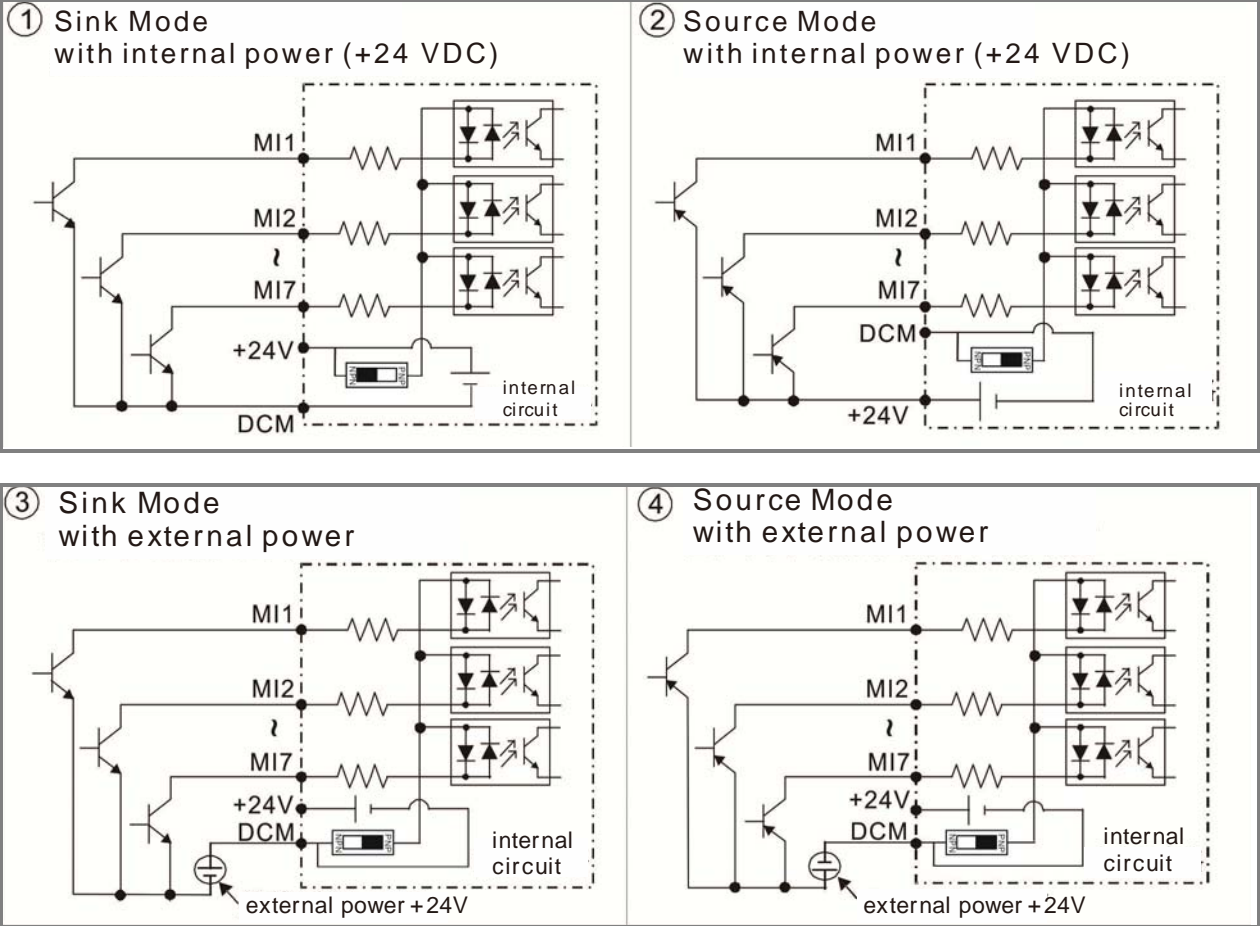 1 Sink Mode
with internal power (+24 VDC)
MI1
MI2
~
MI7
+24V
NPN PNP
DCM
internal
circuit
2 Source Mode
with internal power (+24 VDC)
MI1
MI2
~
MI7
DCM
NPN PNP
+24V
internal
circuit
3 Sink Mode
with external power
MI1
MI2
~
MI7
+24V
DCM
NPN PNP
internal
circuit
external power +24V
4 Source Mode
with external power
MI1
MI2
~
MI7
+24V
DCM
NPN PNP
internal
circuit
external power +24V